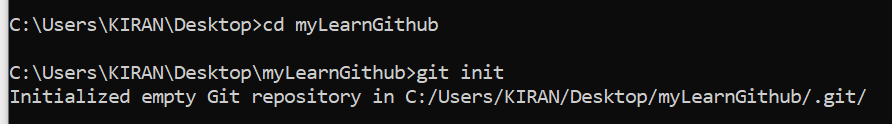 C:\Users\KIRAN\Desktop>cd myLearnGithub
C:\Users\KIRAN\Desktop\myLearnGithub>git init
Initialized empty Git repository in C:/Users/KIRAN/Desktop/myLearnGithub/.git/